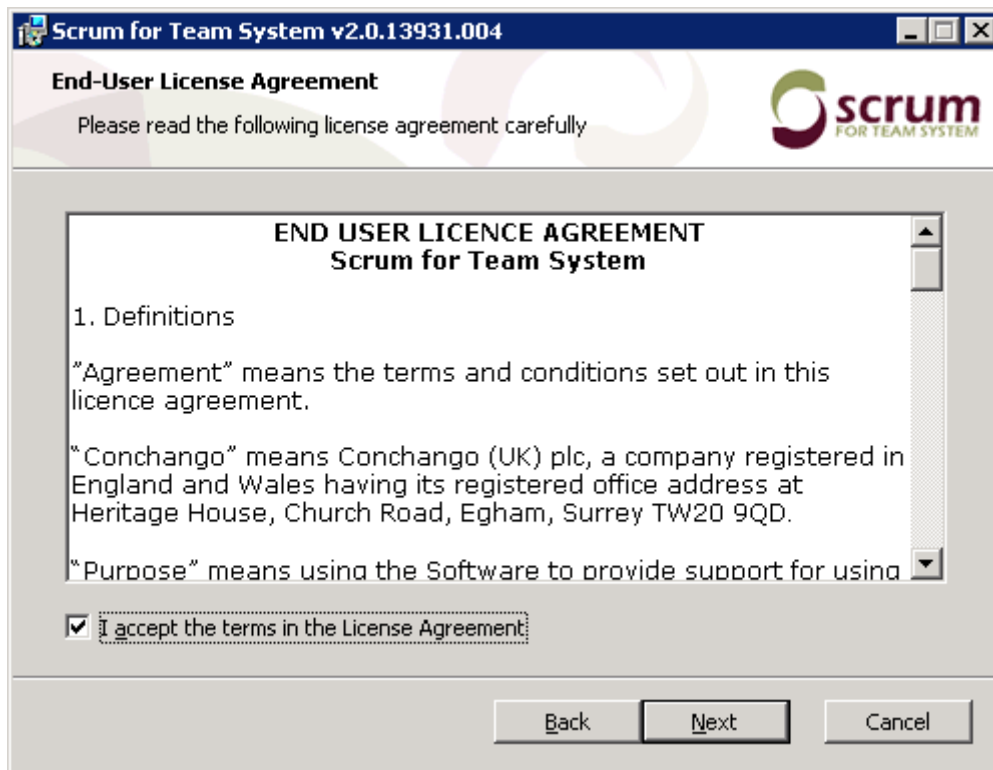 Scrum for Team System v2.0.13931.004
End-User License Agreement
Please read the following license agreement carefully
scrum
FOR TEAM SYSTEM
END USER LICENCE AGREEMENT
Scrum for Team System
1. Definitions
"Agreement" means the terms and conditions set out in this
licence agreement.
"Conchango" means Conchango (UK) plc, a company registered in
England and Wales having its registered office address at
Heritage House, Church Road, Egham, Surrey TW20 9QD.
"Purpose" means using the Software to provide support for using
I accept the terms in the License Agreement
Back Next Cancel